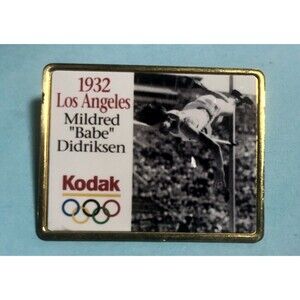 1932
Los Angeles
Mildred
"Babe"
Didriksen
Kodak